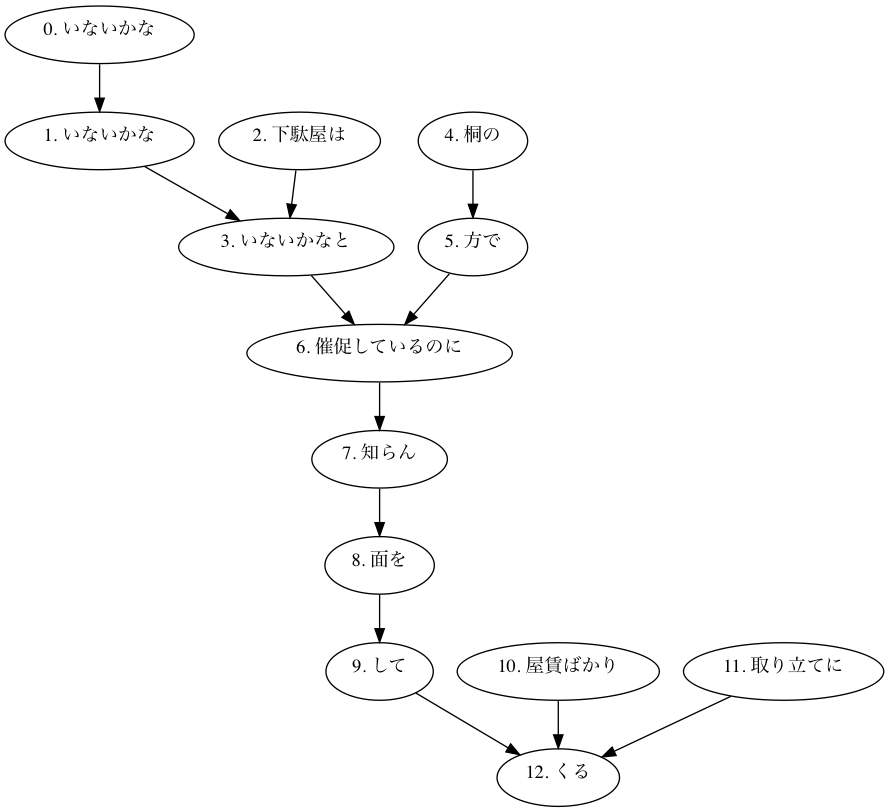 0. いないかな
1. いないかな
2. 下駄屋は
4. 桐の
3. いないかなと
5. 方で
6. 催促しているのに
7. 知らん
8. 面を
9. して
10. 屋賃ばかり
11. 取り立てに
12. くる